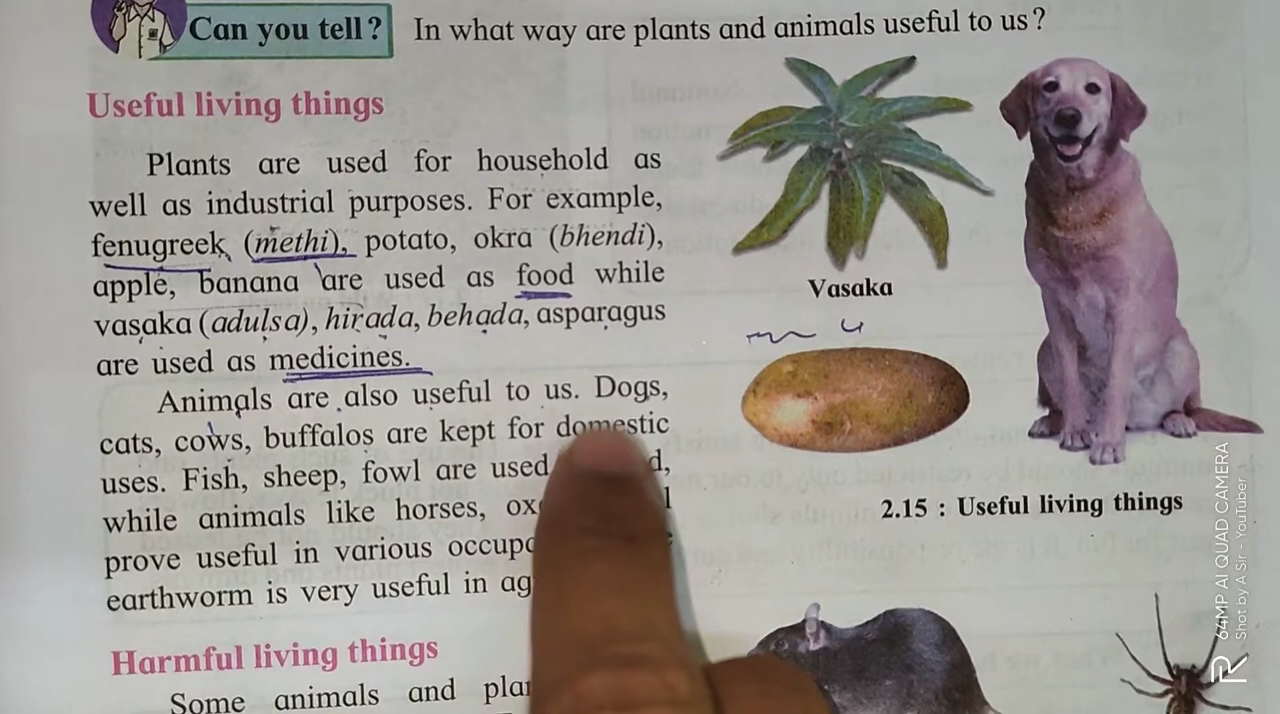 Can you tell? In what way are plants and animals useful to us?
Useful living things
Plants are used for household as
well as industrial purposes. For example,
fenugreek (methi), potato, okra (bhendi),
apple, banana are used as food while
vasaka (adulsa), hirada, behada, asparagus
are used as medicines.
Animals are also useful to us. Dogs,
cats, cows, buffalos are kept for domestic
uses. Fish, sheep, fowl are used
while animals like horses,
prove useful in various
earthworm is very useful in
Harmful living things
Some animals and
Vasaka
2.15 : Useful living things
64MP AI QUAD CAMERA
Shot by A Sir - YouTuber